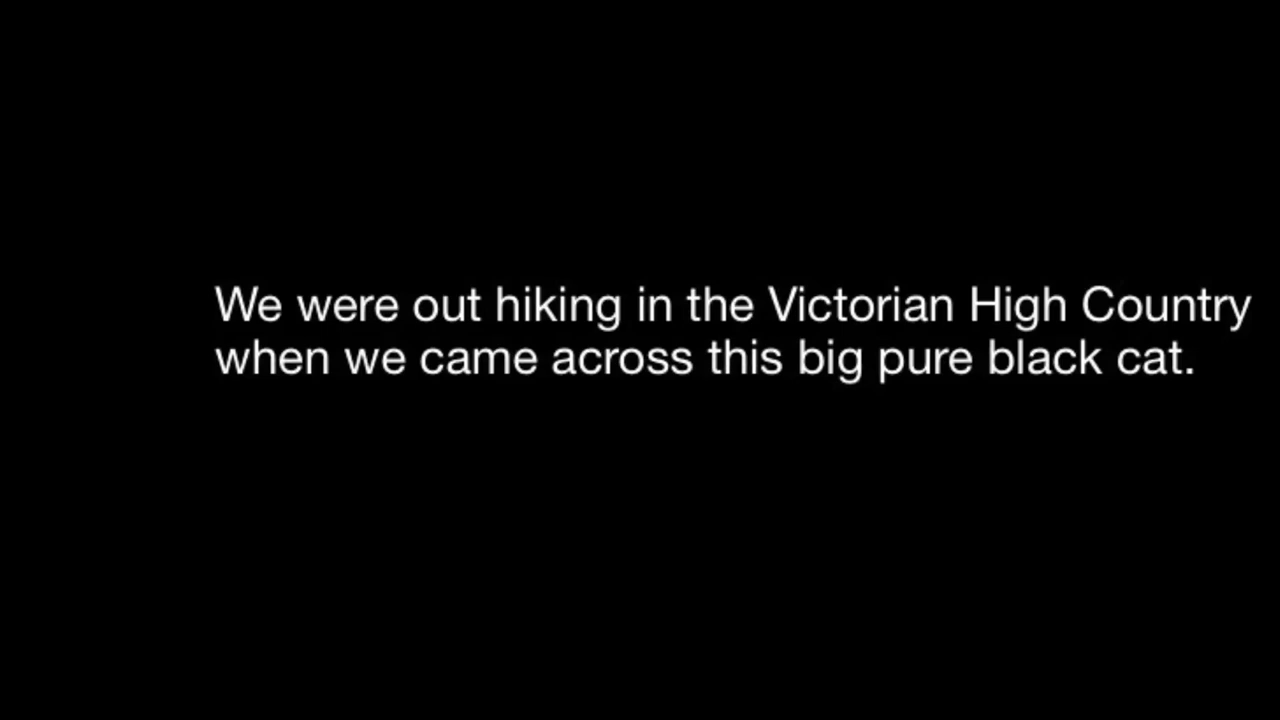 We were out hiking in the Victorian High Country
when we came across this big pure black cat.